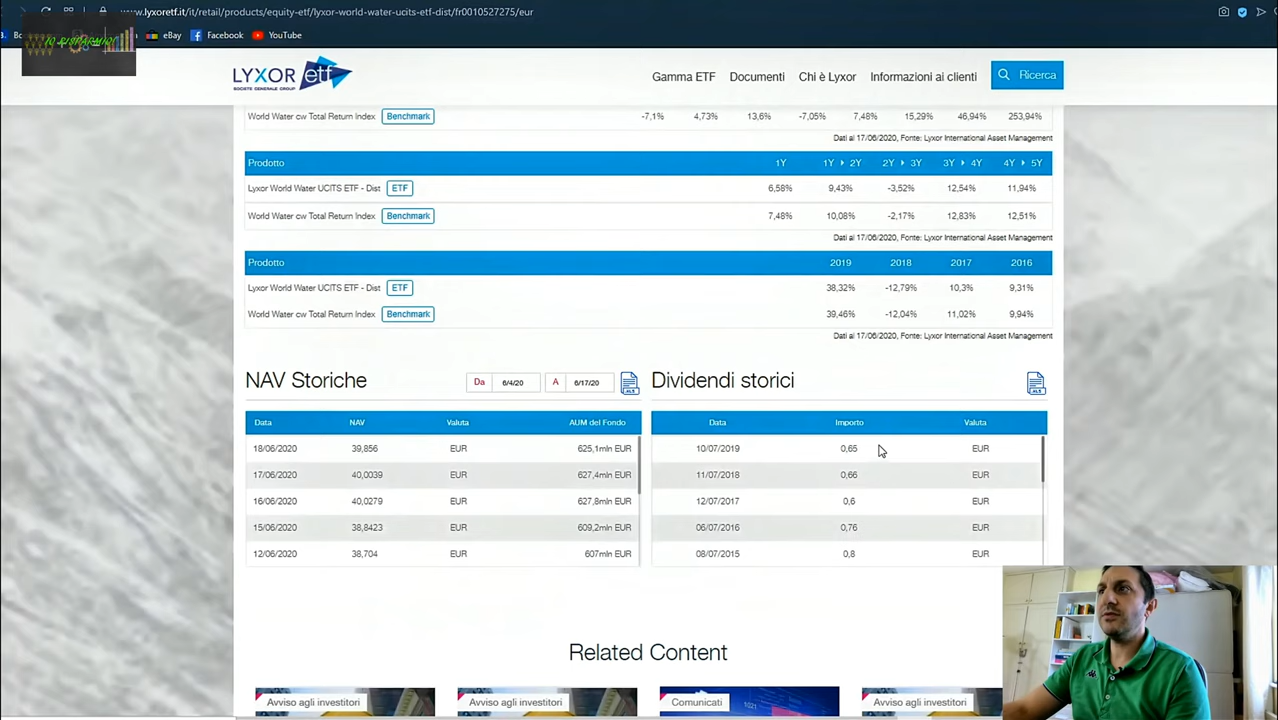 www.lyxoretf.it/it/retail/products/equity-etf/lyxor-world-water-ucits-etf-dist/fr0010527275/eur
IO RISPARMIO
eBay Facebook YouTube
LYXOR etf
SOCIETE GENERALE GROUP
Gamma ETF Documenti Chi è Lyxor Informazioni ai clienti Ricerca
World Water cw Total Return Index Benchmark -7,1% 4,73% 13,6% -7,05% 7,48% 15,29% 46,94% 253,94%
Dati al 17/06/2020, Fonte: Lyxor International Asset Management
Prodotto 1Y 1Y 2Y 2Y 3Y 3Y 4Y 4Y 5Y
Lyxor World Water UCITS ETF - Dist ETF 6,58% 9,43% -3,52% 12,54% 11,94%
World Water cw Total Return Index Benchmark 7,48% 10,08% -2,17% 12,83% 12,51%
Dati al 17/06/2020, Fonte: Lyxor International Asset Management
Prodotto 2019 2018 2017 2016
Lyxor World Water UCITS ETF - Dist ETF 38,32% -12,79% 10,3% 9,31%
World Water cw Total Return Index Benchmark 39,46% -12,04% 11,02% 9,94%
Dati al 17/06/2020, Fonte: Lyxor International Asset Management
NAV Storiche Da 6/4/20 A 6/17/20 XLS
Data NAV Valuta AUM del Fondo
18/06/2020 39,856 EUR 625,1mln EUR
17/06/2020 40,0039 EUR 627,4mln EUR
16/06/2020 40,0279 EUR 627,8mln EUR
15/06/2020 38,8423 EUR 609,2mln EUR
12/06/2020 38,704 EUR 607mln EUR
Dividendi storici XLS
Data Importo Valuta
10/07/2019 0,65 EUR
11/07/2018 0,66 EUR
12/07/2017 0,6 EUR
06/07/2016 0,76 EUR
08/07/2015 0,8 EUR
Related Content
Avviso agli investitori Avviso agli investitori Comunicati Avviso agli investitori
1021